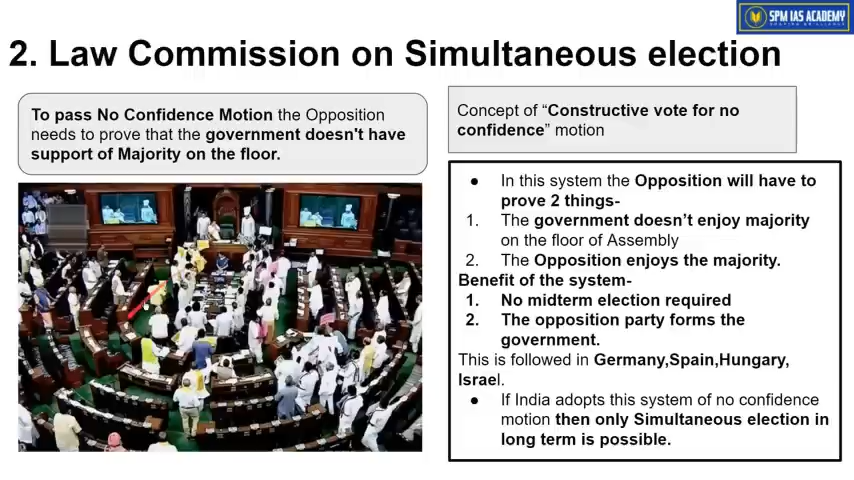 SPM IAS ACADEMY
2. Law Commission on Simultaneous election
To pass No Confidence Motion the Opposition
needs to prove that the government doesn't have
support of Majority on the floor.
Concept of “Constructive vote for no
confidence” motion
● In this system the Opposition will have to
prove 2 things-
1. The government doesn’t enjoy majority
on the floor of Assembly
2. The Opposition enjoys the majority.
Benefit of the system-
1. No midterm election required
2. The opposition party forms the
government.
This is followed in Germany,Spain,Hungary,
Israel.
● If India adopts this system of no confidence
motion then only Simultaneous election in
long term is possible.